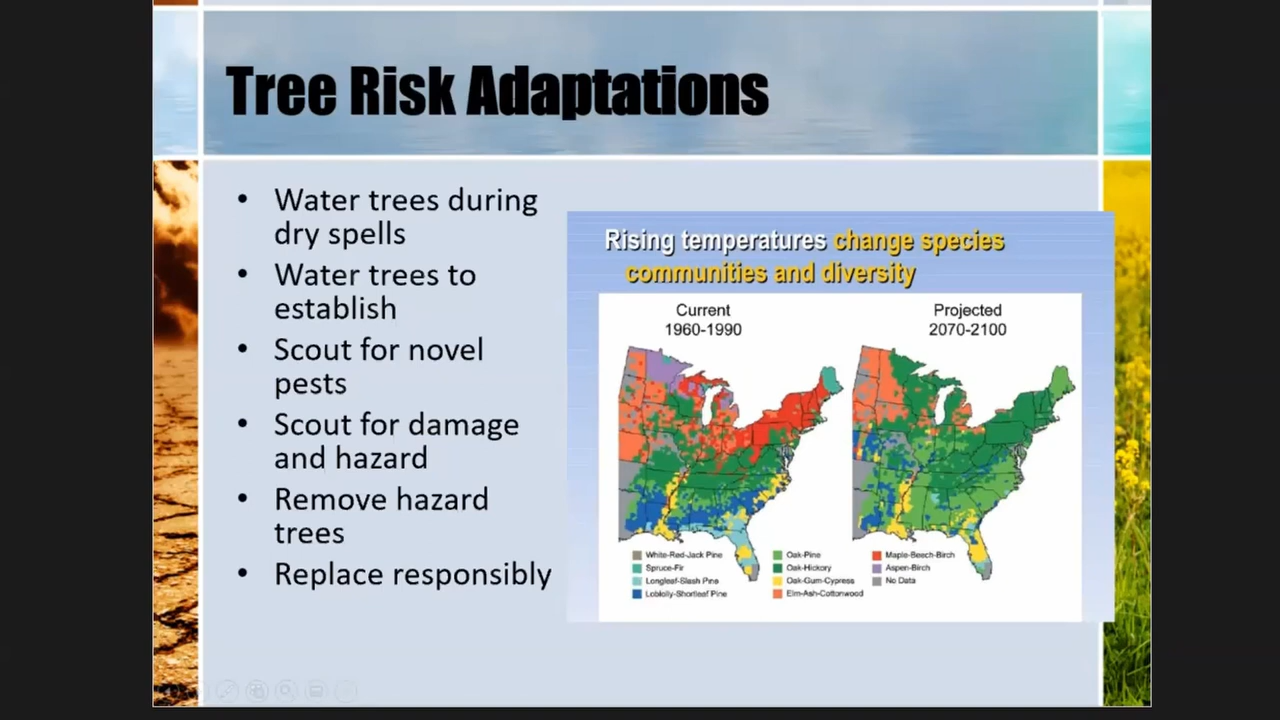 Tree Risk Adaptations
• Water trees during
dry spells
• Water trees to
establish
• Scout for novel
pests
• Scout for damage
and hazard
• Remove hazard
trees
• Replace responsibly
Rising temperatures change species
communities and diversity
Current
1960-1990
Projected
2070-2100
White-Red-Jack Pine
Spruce-Fir
Longleaf-Slash Pine
Loblolly-Shortleaf Pine
Oak-Pine
Oak-Hickory
Oak-Gum-Cypress
Elm-Ash-Cottonwood
Maple-Beech-Birch
Aspen-Birch
No Data